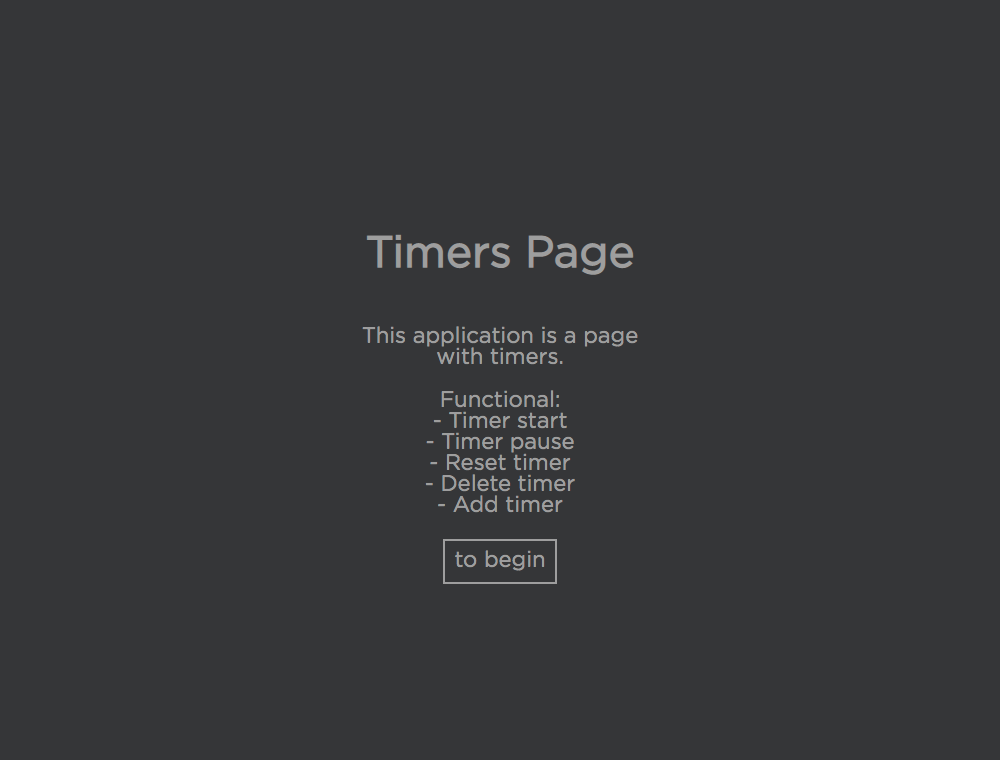 Timers Page
This application is a page
with timers.
Functional:
- Timer start
- Timer pause
- Reset timer
- Delete timer
- Add timer
to begin